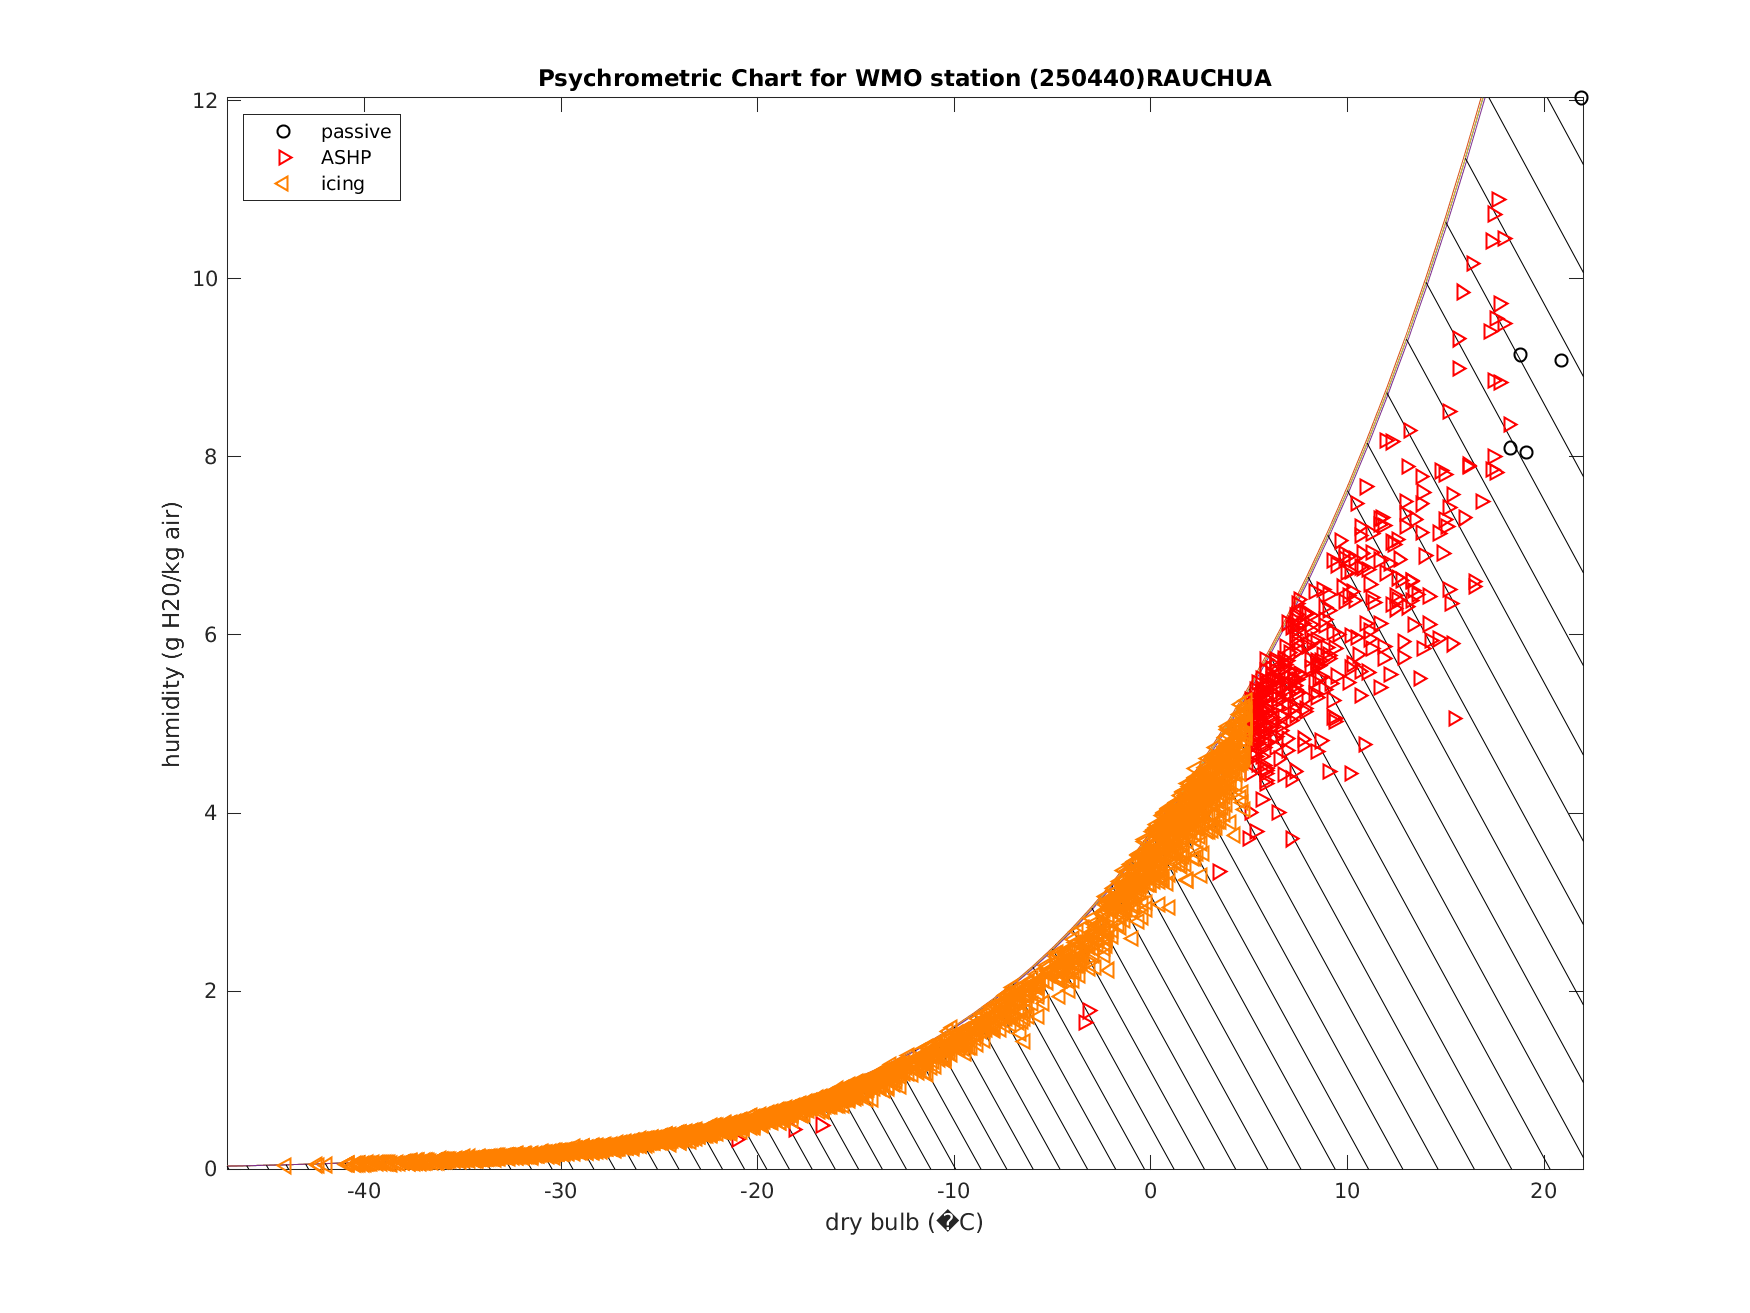 Psychrometric Chart for WMO station (250440)RAUCHUA
passive
ASHP
icing
humidity (g H20/kg air)
12
10
8
6
4
2
0
-40 -30 -20 -10 0 10 20
dry bulb (�C)